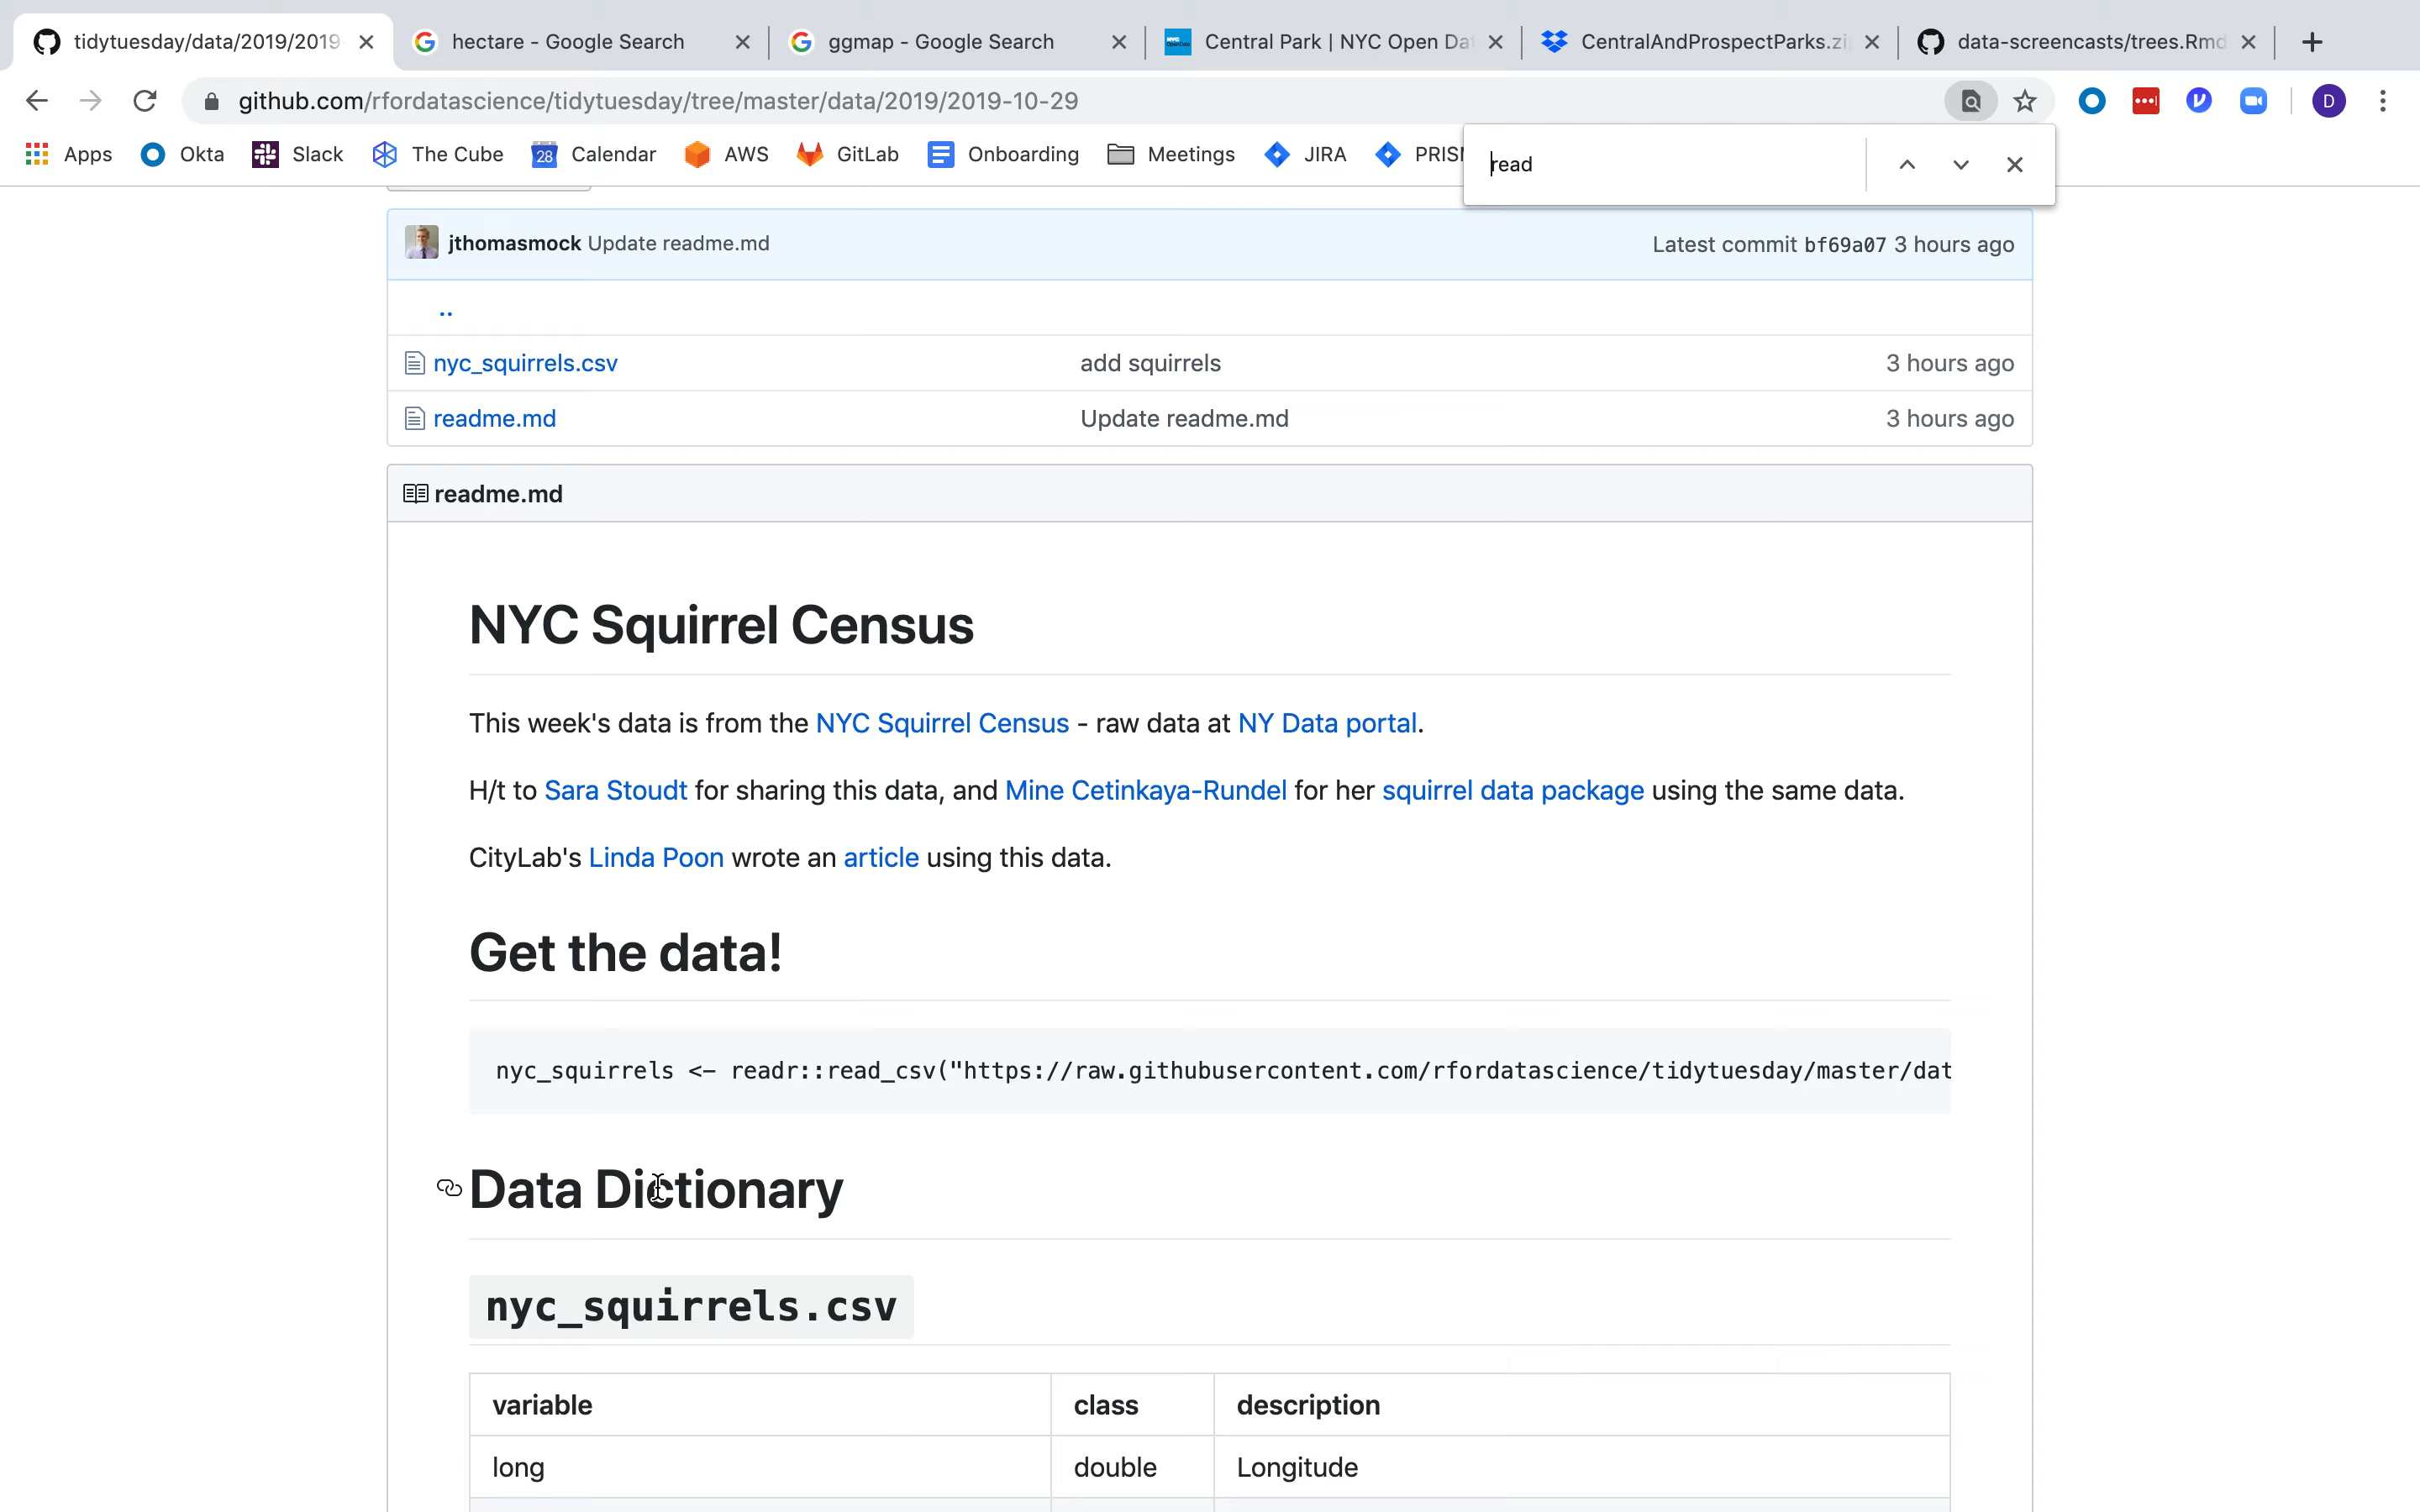 tidytuesday/data/2019/2019-
hectare - Google Search
ggmap - Google Search
Central Park | NYC Open Dat
CentralAndProspectParks.zi
data-screencasts/trees.Rmd
github.com/rfordatascience/tidytuesday/tree/master/data/2019/2019-10-29
D
Apps
Okta
Slack
The Cube
28
Calendar
AWS
GitLab
Onboarding
Meetings
JIRA
PRISM
read
jthomasmock Update readme.md
Latest commit bf69a07 3 hours ago
..
nyc_squirrels.csv
add squirrels
3 hours ago
readme.md
Update readme.md
3 hours ago
readme.md
NYC Squirrel Census
This week's data is from the NYC Squirrel Census - raw data at NY Data portal.
H/t to Sara Stoudt for sharing this data, and Mine Cetinkaya-Rundel for her squirrel data package using the same data.
CityLab's Linda Poon wrote an article using this data.
Get the data!
nyc_squirrels <- readr::read_csv("https://raw.githubusercontent.com/rfordatascience/tidytuesday/master/dat
Data Dictionary
nyc_squirrels.csv
variable
class
description
long
double
Longitude